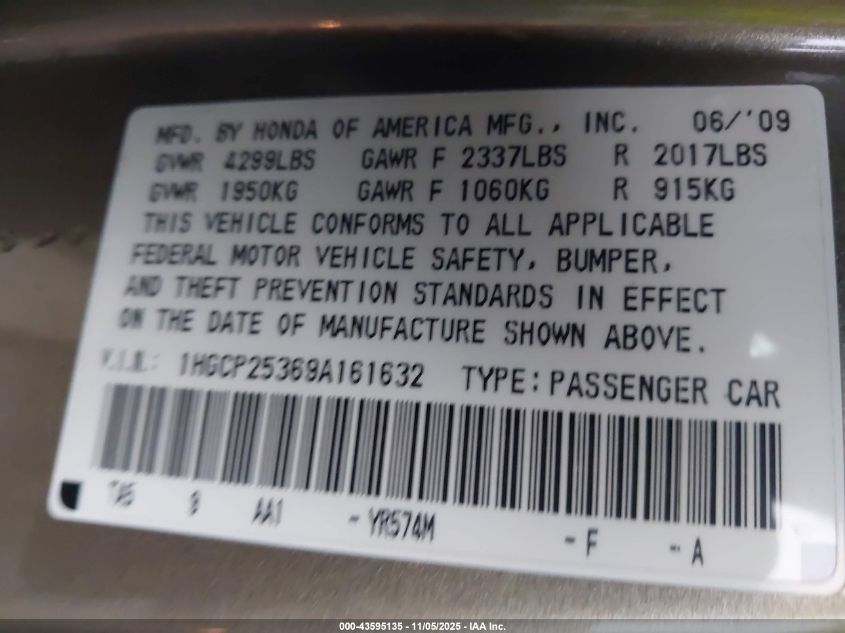 MFD. BY HONDA OF AMERICA MFG., INC. 06/'09
GVWR 4299LBS GAWR F 2337LBS R 2017LBS
GVWR 1950KG GAWR F 1060KG R 915KG
THIS VEHICLE CONFORMS TO ALL APPLICABLE
FEDERAL MOTOR VEHICLE SAFETY, BUMPER,
AND THEFT PREVENTION STANDARDS IN EFFECT
ON THE DATE OF MANUFACTURE SHOWN ABOVE.
V.I.N.: 1HGCP25369A161632 TYPE: PASSENGER CAR
9 AA1 - YR574M - F - A
000-43595135 - 11/05/2025 - IAA Inc.